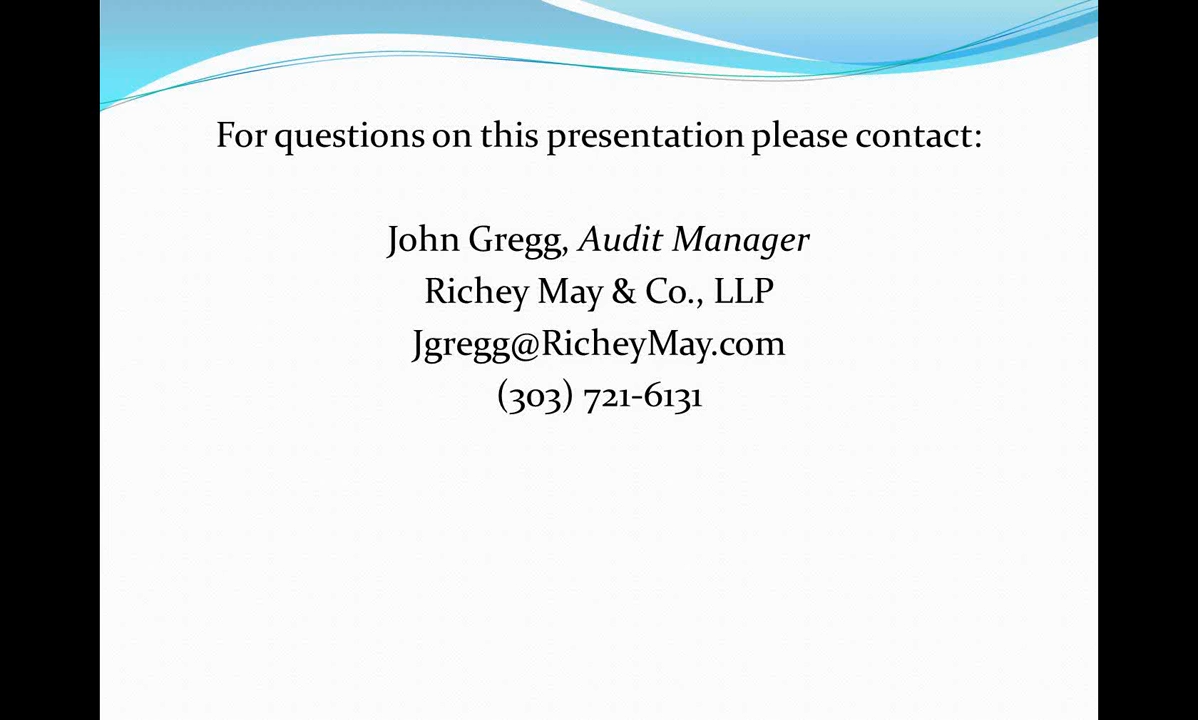 For questions on this presentation please contact:
John Gregg, Audit Manager
Richey May & Co., LLP
Jgregg@RicheyMay.com
(303) 721-6131